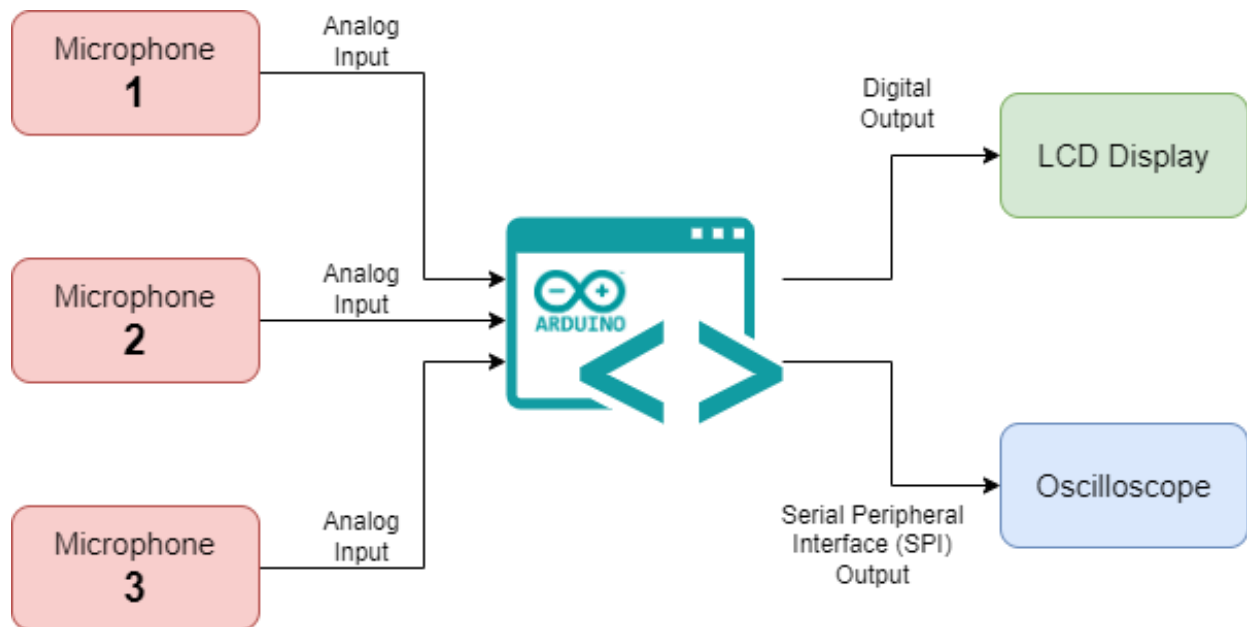 Microphone
1
Analog
Input
Microphone
2
Analog
Input
Microphone
3
Analog
Input
ARDUINO
Digital
Output
LCD Display
Serial Peripheral
Interface (SPI)
Output
Oscilloscope